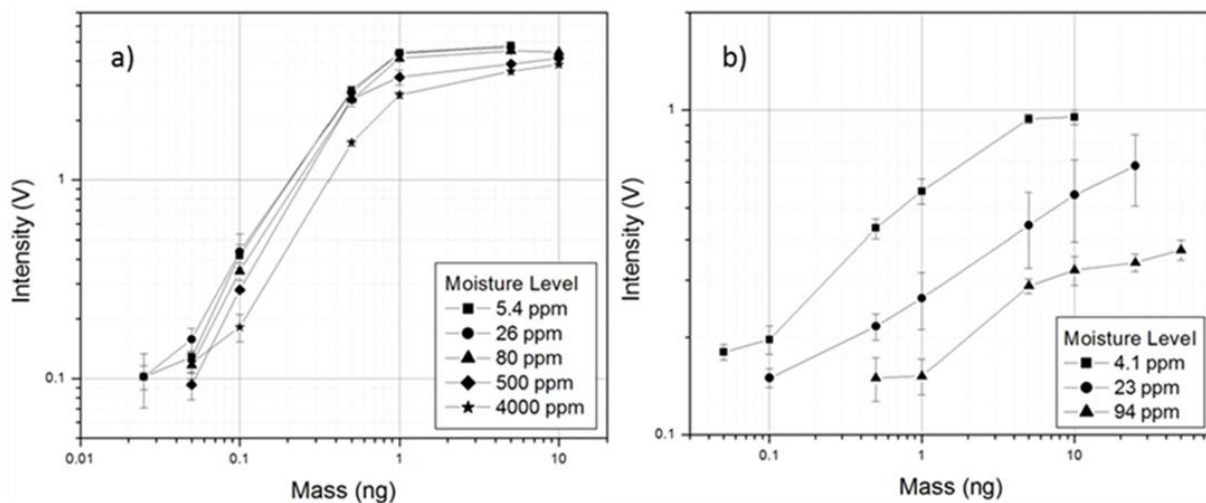 a)
Intensity (V)
1
0.1
Moisture Level
5.4 ppm
26 ppm
80 ppm
500 ppm
4000 ppm
0.01
0.1
1
10
Mass (ng)
b)
Intensity (V)
1
0.1
Moisture Level
4.1 ppm
23 ppm
94 ppm
0.1
1
10
Mass (ng)